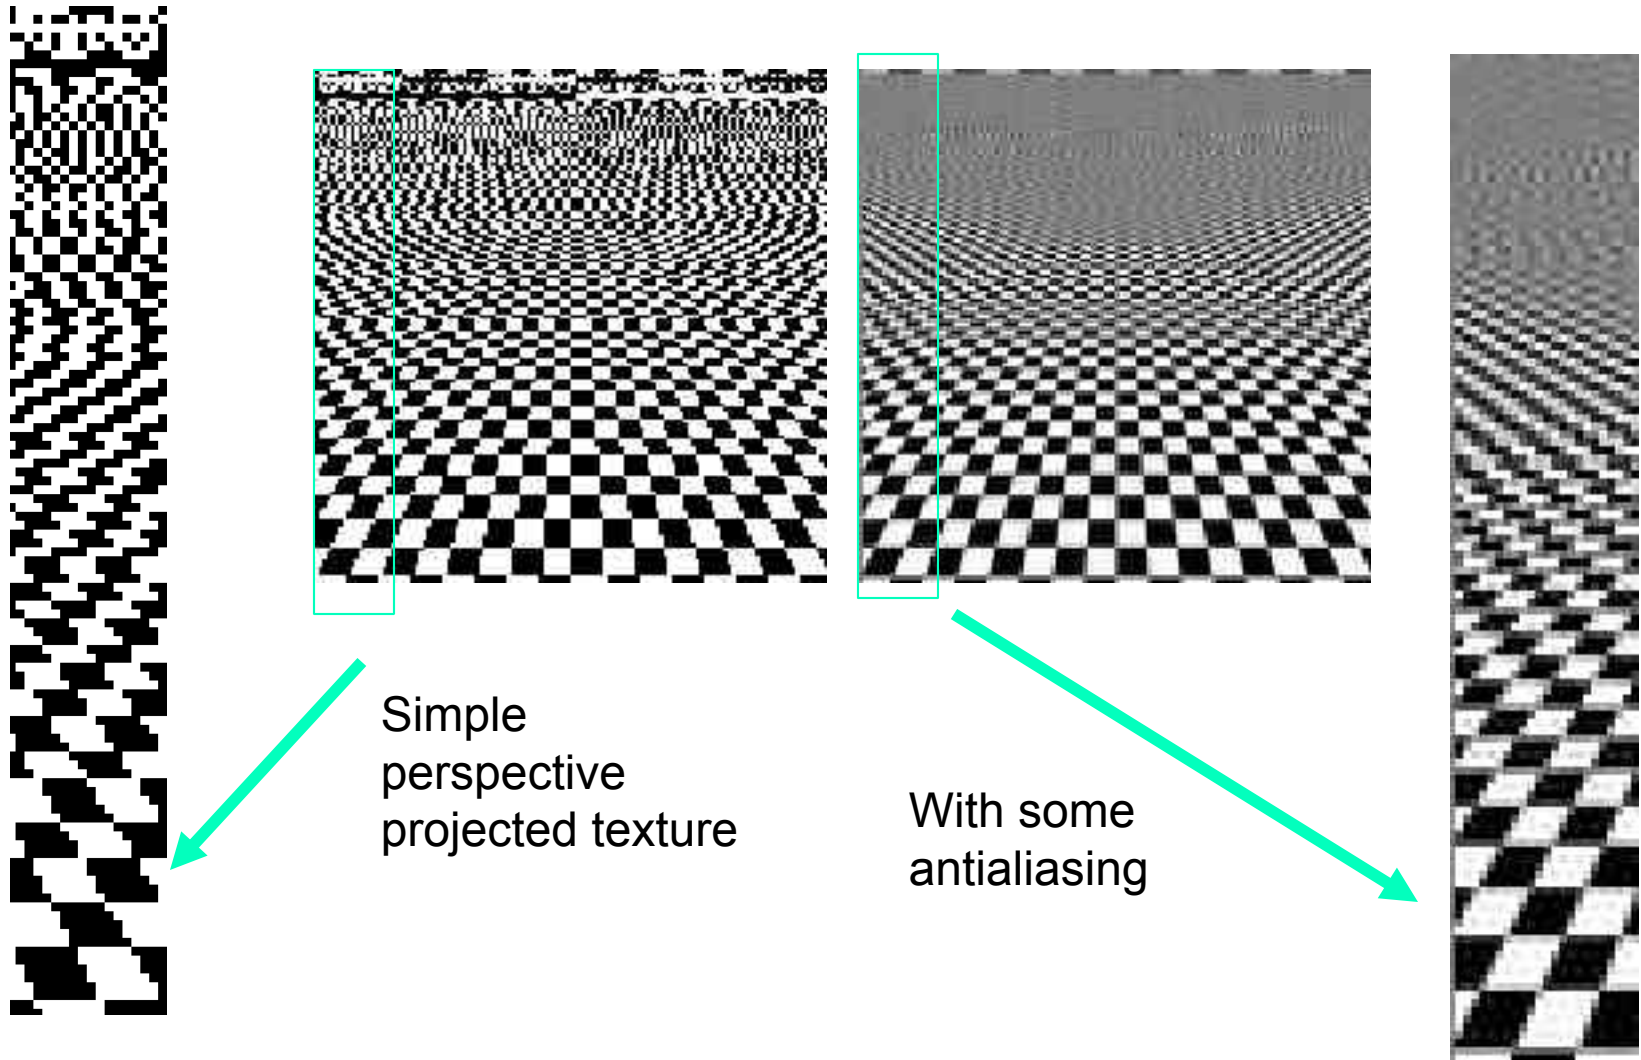 Simple
perspective
projected texture
With some
antialiasing